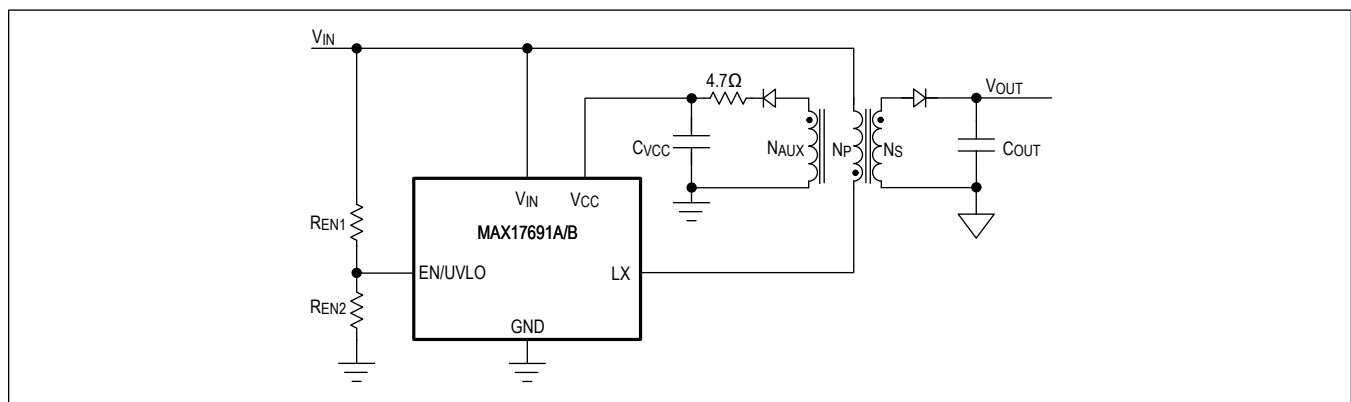 VIN
4.7Ω
VOUT
CVCC
NAUX
NP
NS
COUT
VIN
VCC
MAX17691A/B
REN1
EN/UVLO
LX
REN2
GND